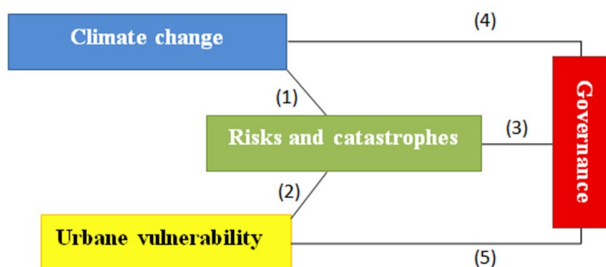 (4)
Climate change
(1)
Risks and catastrophes
(3)
Governance
(2)
Urbane vulnerability
(5)